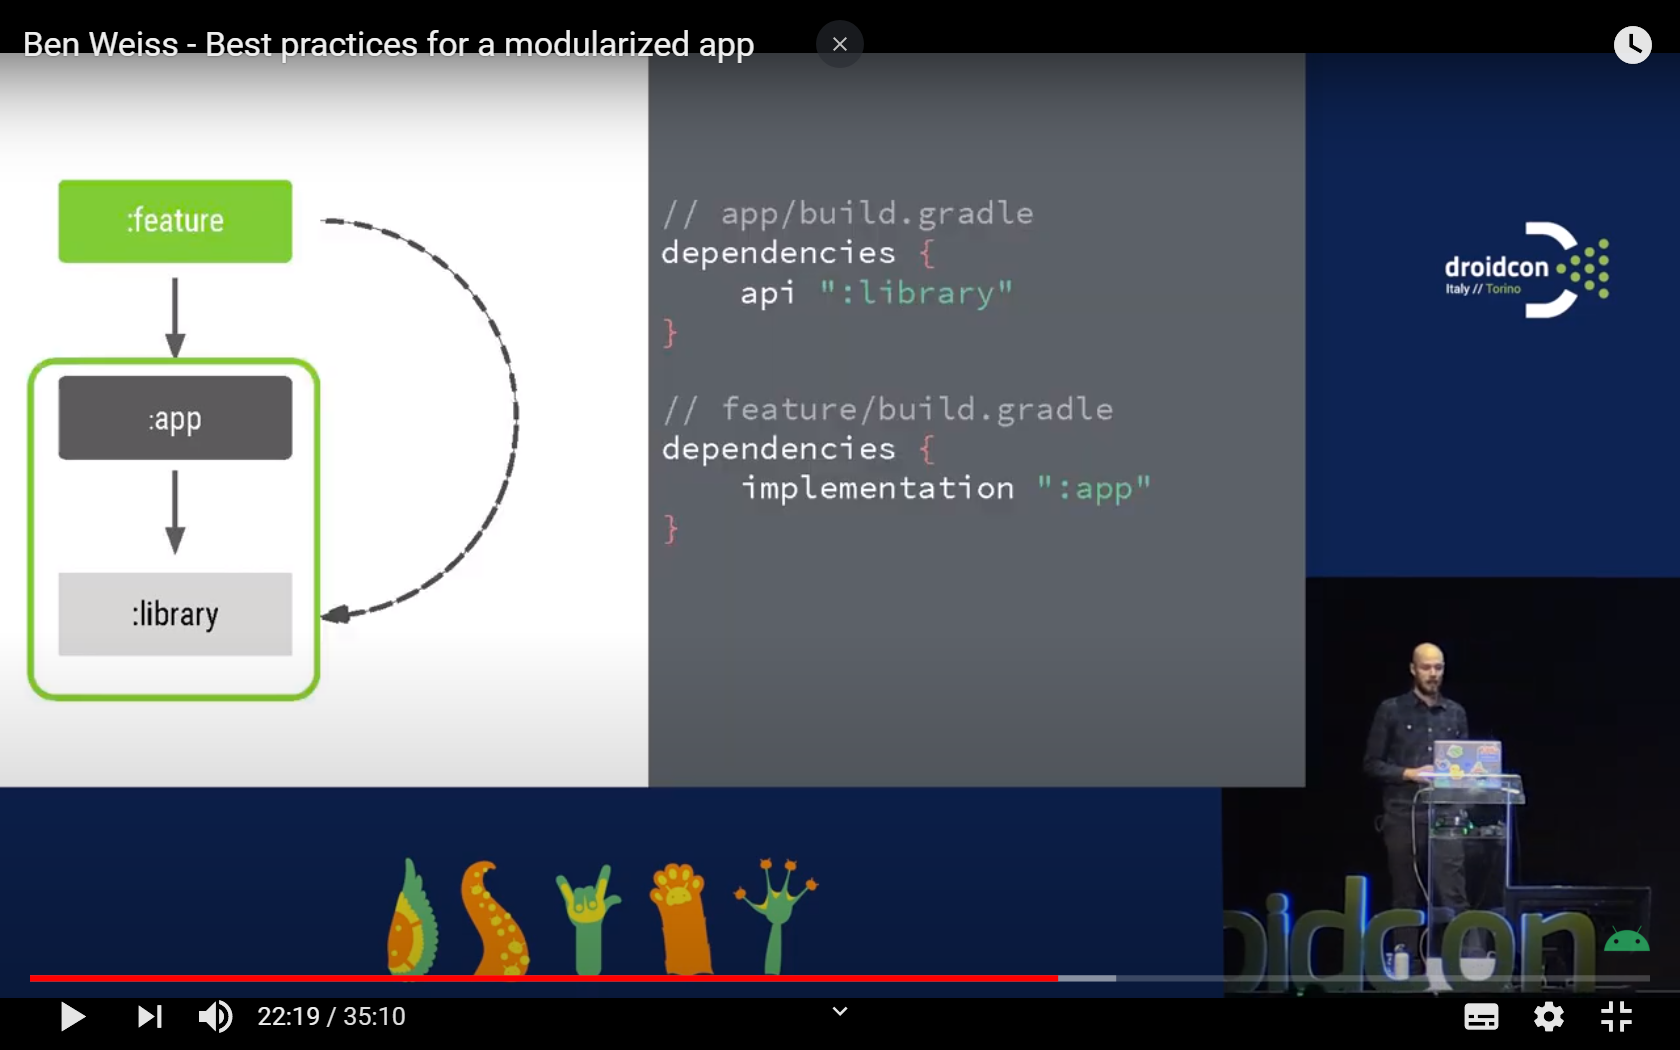 Ben Weiss - Best practices for a modularized app
:feature
:app
:library
// app/build.gradle
dependencies {
    api ":library"
}
// feature/build.gradle
dependencies {
    implementation ":app"
}
droidcon
Italy // Torino
oidcon
22:19 / 35:10